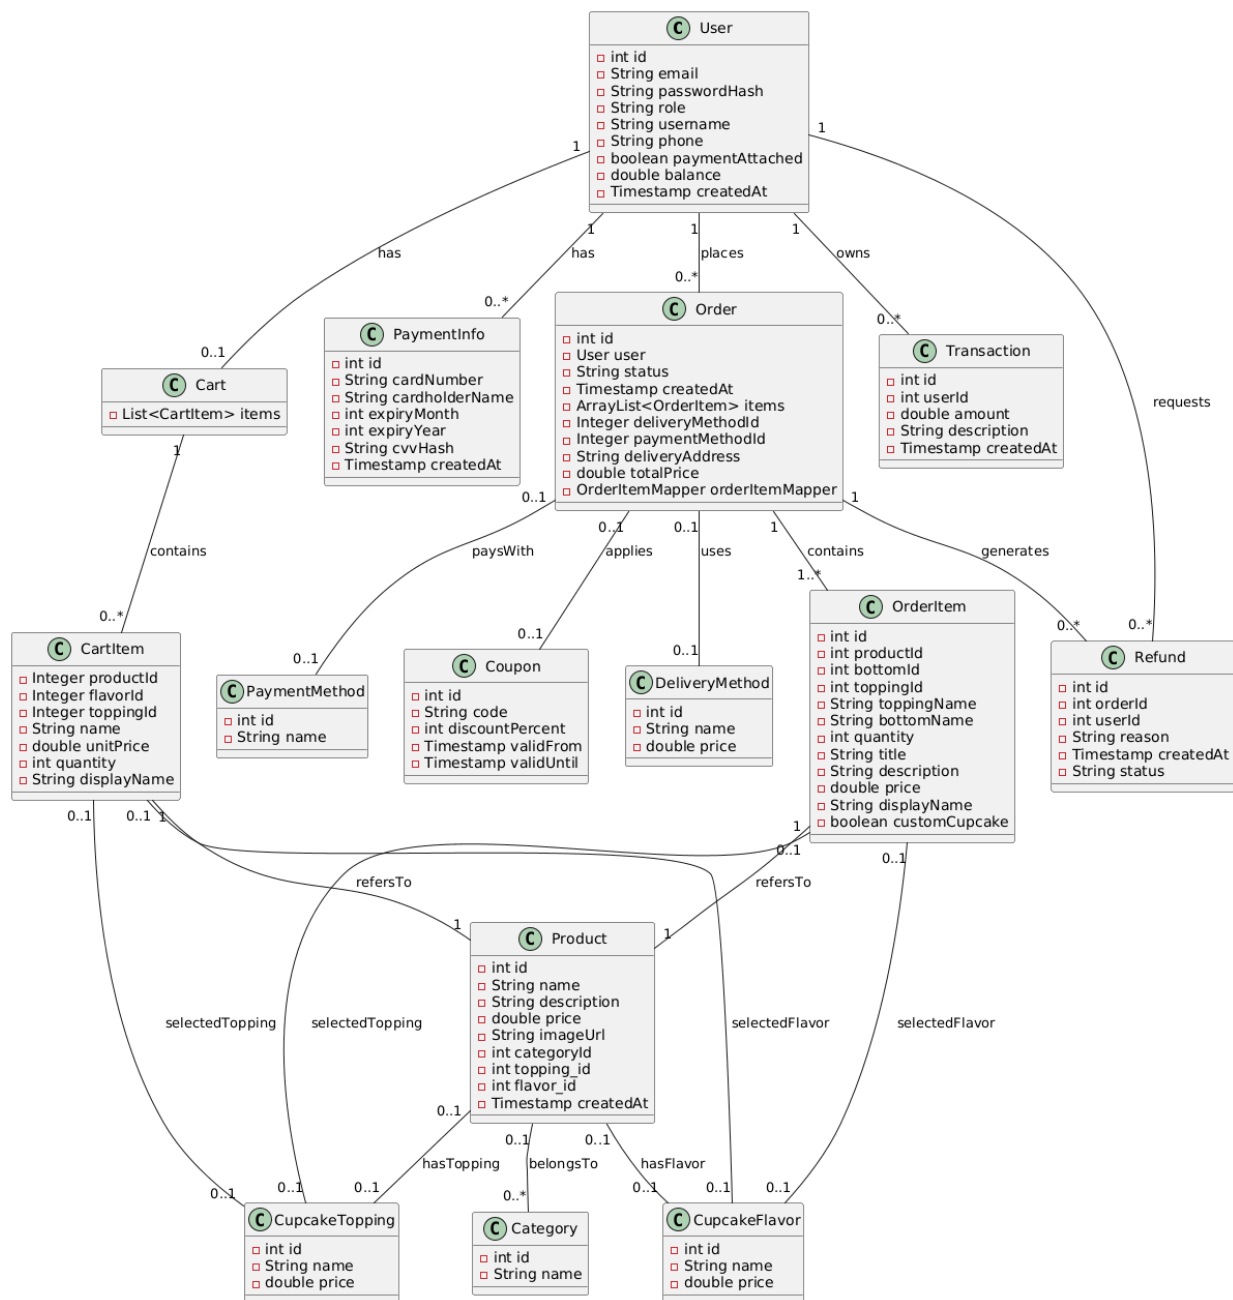 C User
int id
String email
String passwordHash
String role
String username
String phone
boolean paymentAttached
double balance
Timestamp createdAt
1
1
1
1
1
has
has
places
owns
requests
0..1
0..*
0..*
0..*
C Cart
List<CartItem> items
1
C PaymentInfo
int id
String cardNumber
String cardholderName
int expiryMonth
int expiryYear
String cvvHash
Timestamp createdAt
C Order
int id
User user
String status
Timestamp createdAt
ArrayList<OrderItem> items
Integer deliveryMethodId
Integer paymentMethodId
String deliveryAddress
double totalPrice
OrderItemMapper orderItemMapper
C Transaction
int id
int userId
double amount
String description
Timestamp createdAt
0..1
0..1
0..1
1
1
contains
paysWith
applies
uses
contains
generates
0..*
0..1
0..1
0..1
1..*
0..*
0..*
C CartItem
Integer productId
Integer flavorId
Integer toppingId
String name
double unitPrice
int quantity
String displayName
C PaymentMethod
int id
String name
C Coupon
int id
String code
int discountPercent
Timestamp validFrom
Timestamp validUntil
C DeliveryMethod
int id
String name
double price
C OrderItem
int id
int productId
int bottomId
int toppingId
String toppingName
String bottomName
int quantity
String title
String description
double price
String displayName
boolean customCupcake
C Refund
int id
int orderId
int userId
String reason
Timestamp createdAt
String status
0..1
0..1
1
1
0..1
0..1
refersTo
refersTo
1
1
C Product
int id
String name
String description
double price
String imageUrl
int categoryId
int topping_id
int flavor_id
Timestamp createdAt
selectedTopping
selectedTopping
selectedFlavor
selectedFlavor
0..1
0..1
0..1
hasTopping
belongsTo
hasFlavor
0..1
0..1
0..1
0..*
0..1
0..1
0..1
C CupcakeTopping
int id
String name
double price
C Category
int id
String name
C CupcakeFlavor
int id
String name
double price